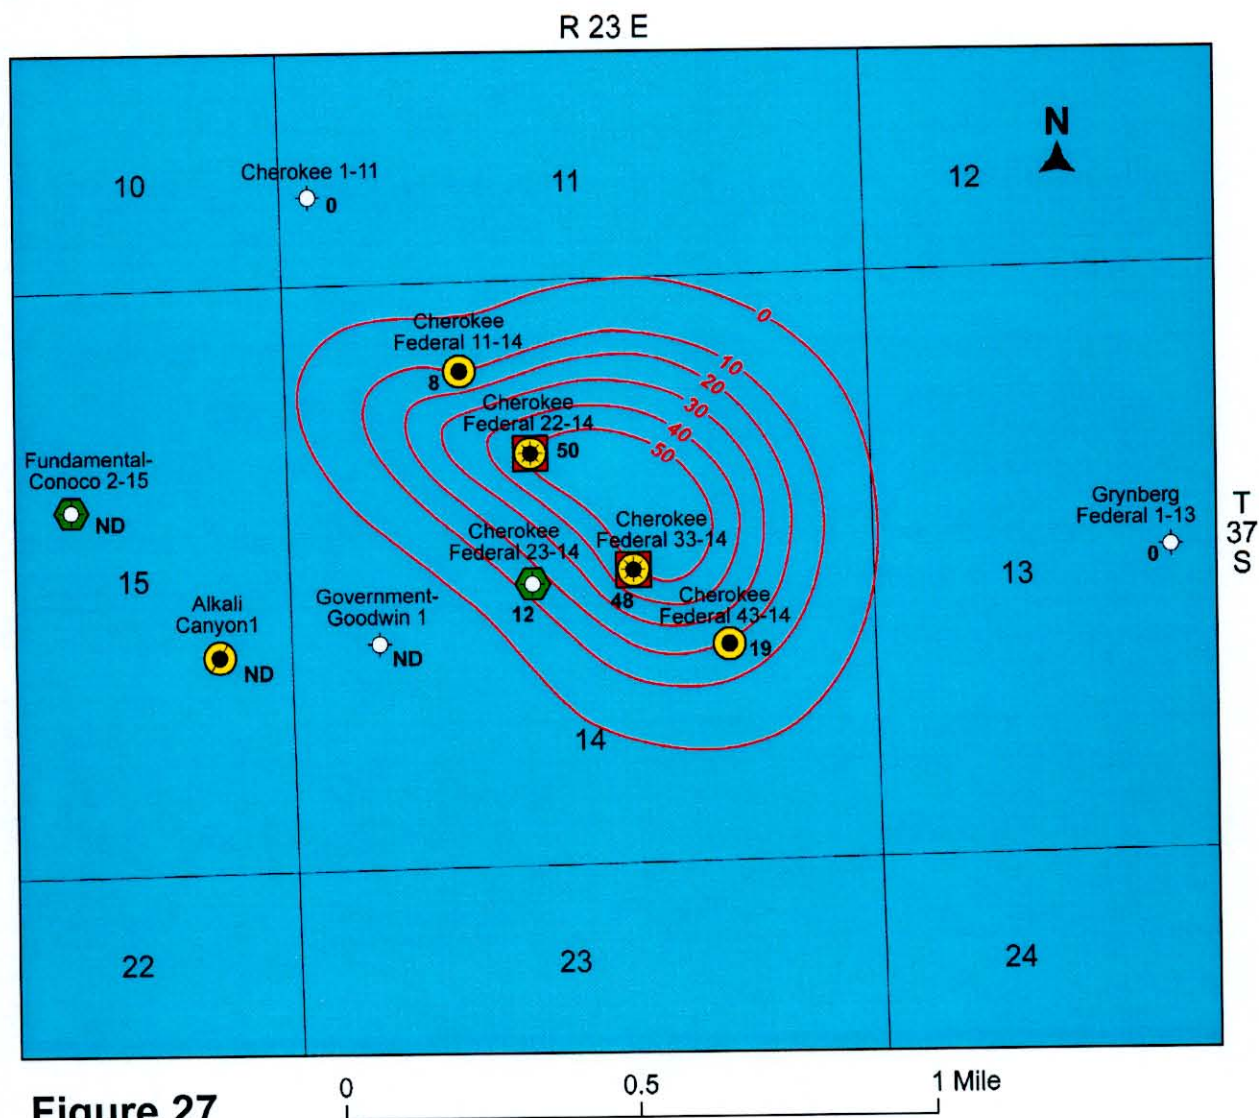 R 23 E
N
10
Cherokee 1-11
0
11
12
0
Cherokee
Federal 11-14
8
10
20
30
40
50
Cherokee
Federal 22-14
50
Fundamental-
Conoco 2-15
ND
Grynberg
Federal 1-13
0
T
37
S
Cherokee
Federal 23-14
12
Cherokee
Federal 33-14
48
15
13
Alkali
Canyon1
ND
Government-
Goodwin 1
ND
Cherokee
Federal 43-14
19
14
22
23
24
Figure 27
0
0.5
1 Mile